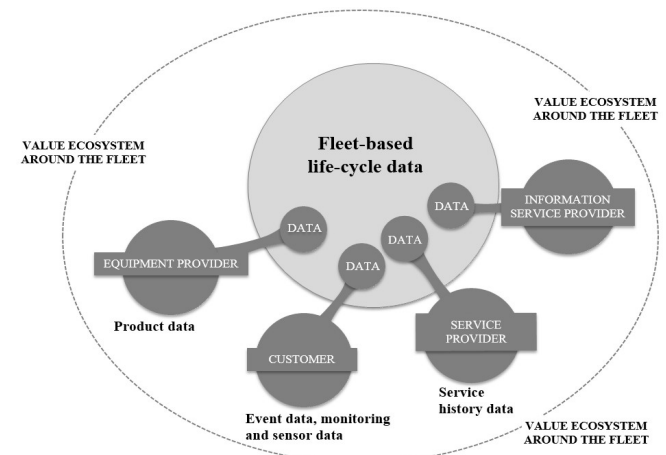 VALUE ECOSYSTEM
AROUND THE FLEET
VALUE ECOSYSTEM
AROUND THE FLEET
Fleet-based
life-cycle data
DATA
INFORMATION
SERVICE PROVIDER
DATA
DATA
DATA
EQUIPMENT PROVIDER
Product data
SERVICE
PROVIDER
CUSTOMER
Service
history data
Event data, monitoring
and sensor data
VALUE ECOSYSTEM
AROUND THE FLEET